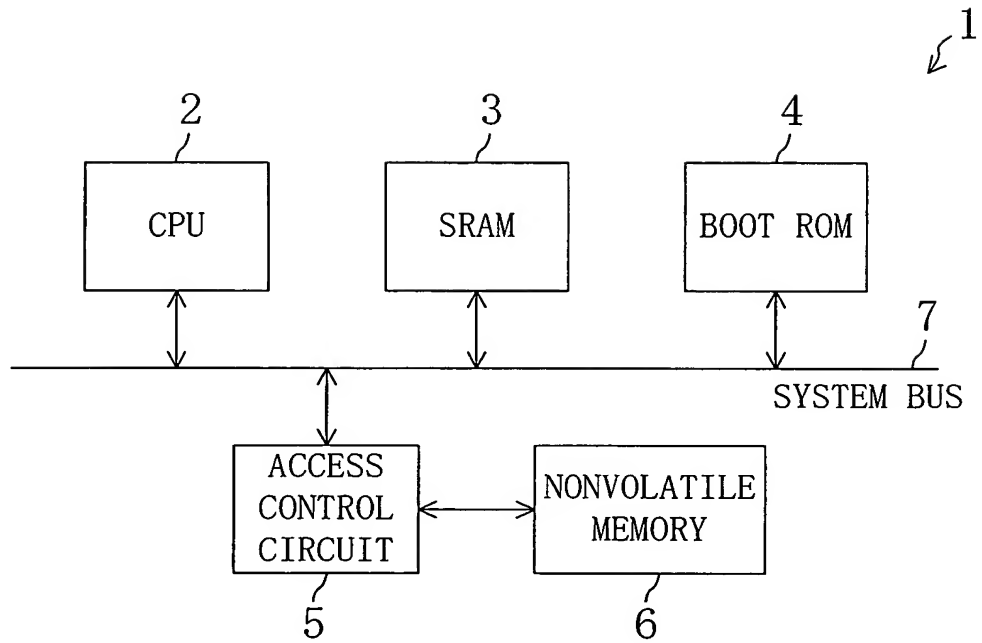 1
2
3
4
CPU
SRAM
BOOT ROM
7
SYSTEM BUS
ACCESS
CONTROL
CIRCUIT
NONVOLATILE
MEMORY
5
6